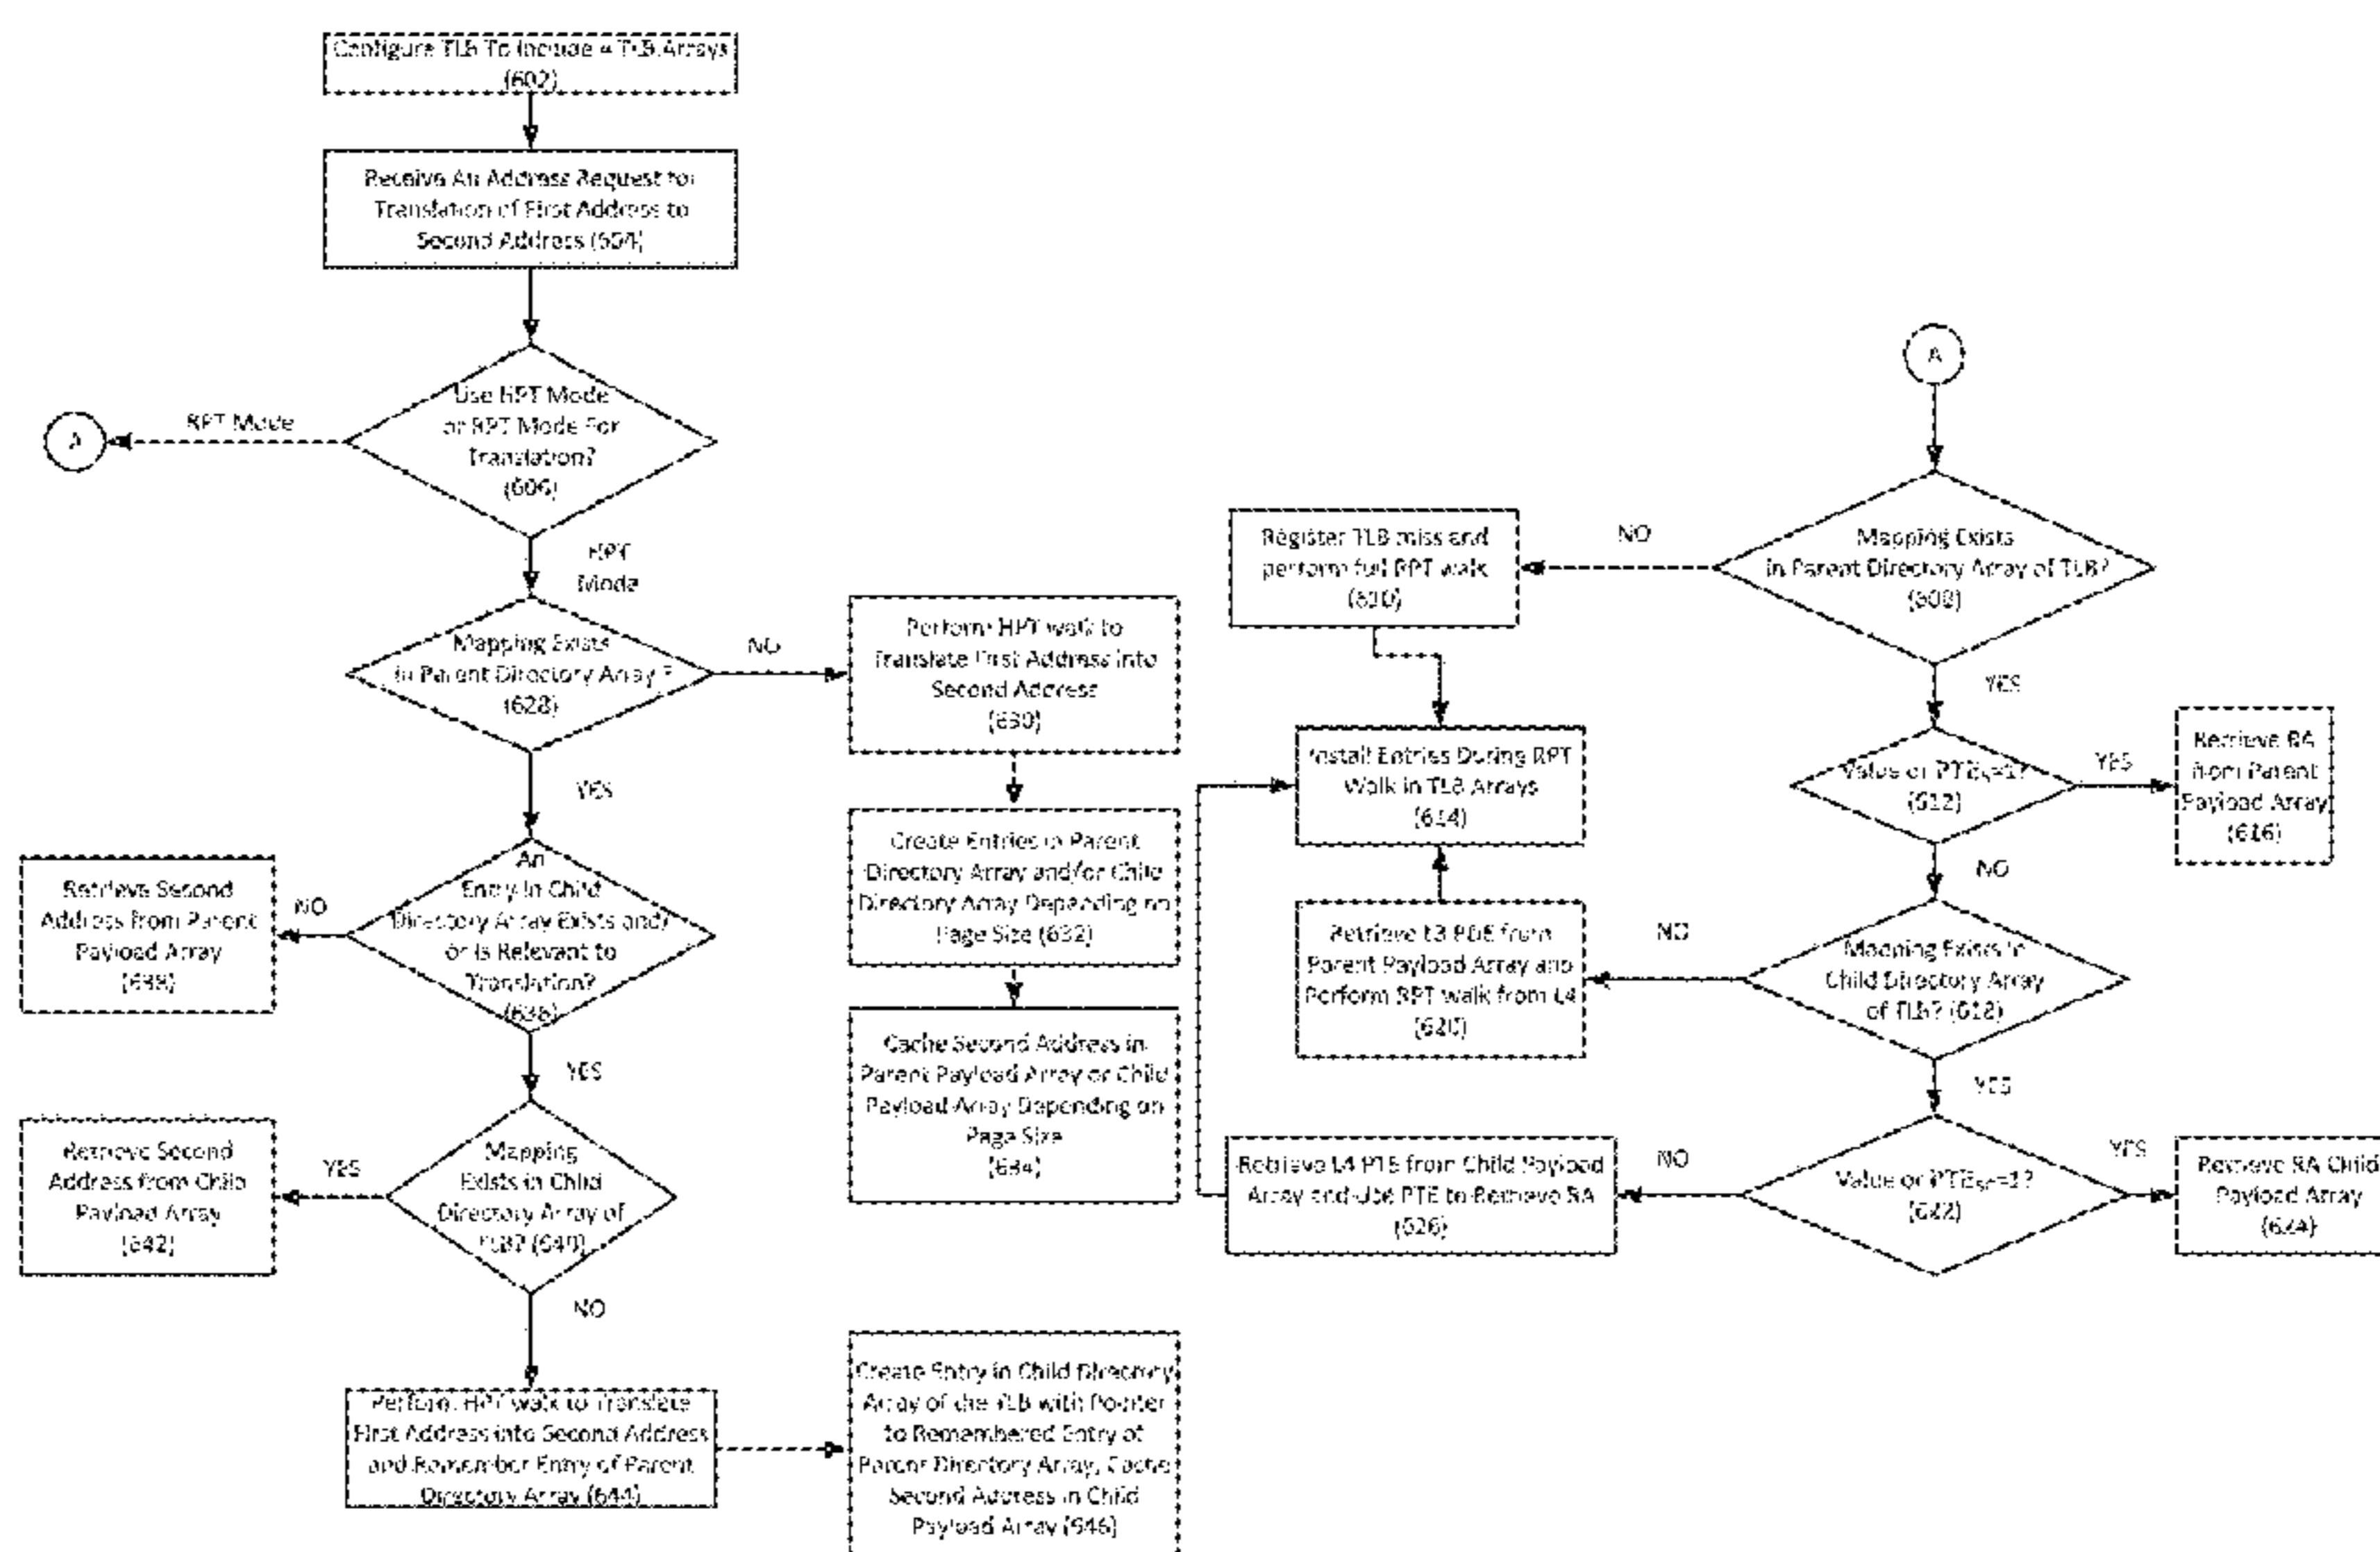 Configure TLB To Include 4 TLB Arrays
(602)
Receive An Address Request for
Translation of First Address to
Second Address (604)
Use HPT Mode
or RPT Mode For
Translation?
(606)
RPT Mode
A
HPT
Mode
Mapping Exists
in Parent Directory Array ?
(628)
NO
YES
Perform HPT walk to
Translate First Address into
Second Address
(630)
Create Entries in Parent
Directory Array and/or Child
Directory Array Depending on
Page Size (632)
Cache Second Address in
Parent Payload Array or Child
Payload Array Depending on
Page Size
(634)
An
Entry in Child
Directory Array Exists and/
or is Relevant to
Translation?
(636)
NO
Retrieve Second
Address from Parent
Payload Array
(638)
YES
Mapping
Exists in Child
Directory Array of
TLB? (640)
YES
Retrieve Second
Address from Child
Payload Array
(642)
NO
Perform HPT walk to Translate
First Address into Second Address
and Remember Entry of Parent
Directory Array (644)
Create Entry in Child Directory
Array of the TLB with Pointer
to Remembered Entry of
Parent Directory Array, Cache
Second Address in Child
Payload Array (646)
A
Mapping Exists
in Parent Directory Array of TLB?
(608)
NO
Register TLB miss and
perform full RPT walk
(610)
YES
Install Entries During RPT
Walk in TLB Arrays
(614)
Value of
(612)
YES
Retrieve RA
from Parent
Payload Array
(616)
NO
Mapping Exists in
Child Directory Array
of TLB? (618)
NO
Retrieve L3 PDE from
Parent Payload Array and
Perform RPT walk from L4
(620)
YES
Value of
(622)
YES
Retrieve RA Child
Payload Array
(624)
NO
Retrieve L4 PTE from Child Payload
Array and Use PTE to Retrieve RA
(626)